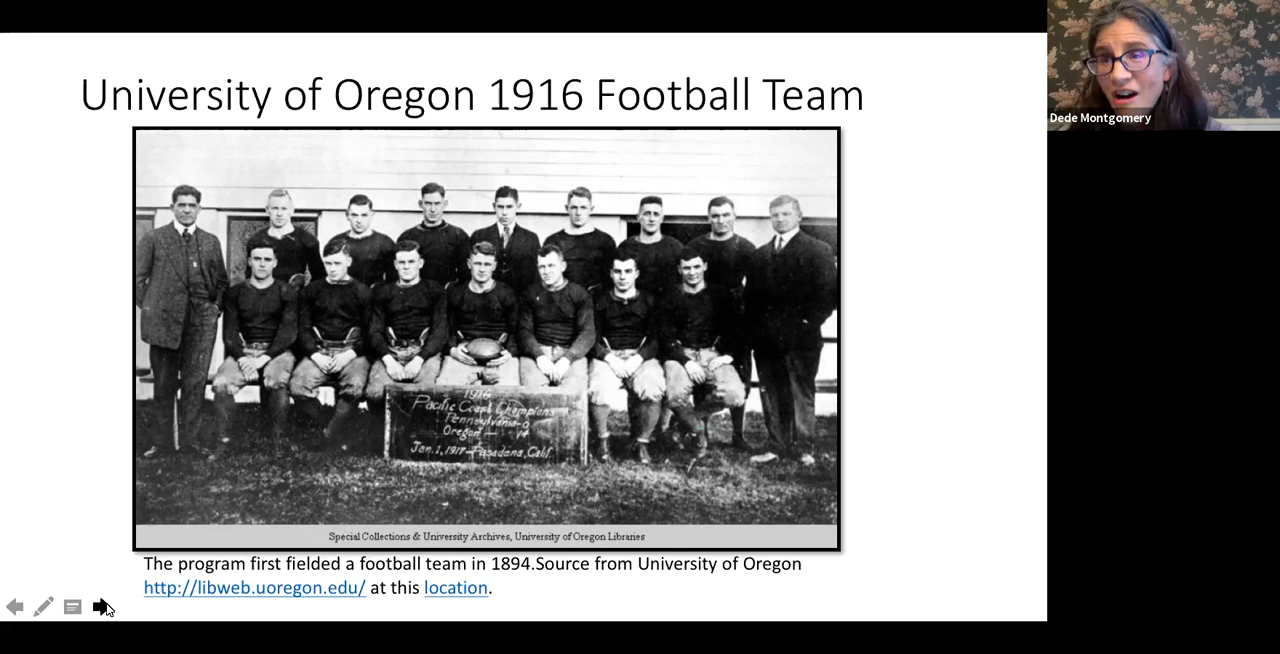 University of Oregon 1916 Football Team
Dede Montgomery
1916
Pacific Coast Champions
Pennsylvania-0
Oregon — 14
Jan. 1, 1917-Pasadena, Calif.
Special Collections & University Archives, University of Oregon Libraries
The program first fielded a football team in 1894.Source from University of Oregon
http://libweb.uoregon.edu/ at this location.